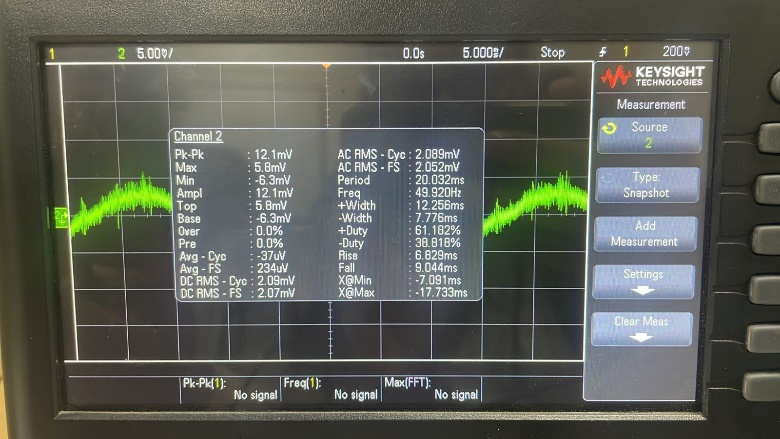 1 2 5.00V/ 0.0s 5.000ms/ Stop 1 200V
KEYSIGHT
TECHNOLOGIES
Measurement
Source
2
Type:
Snapshot
Add
Measurement
Settings
Clear Meas
2
Channel 2
Pk-Pk : 12.1mV
Max : 5.8mV
Min : -6.3mV
Ampl : 12.1mV
Top : 5.8mV
Base : -6.3mV
Over : 0.0%
Pre : 0.0%
Avg - Cyc : -37uV
Avg - FS : 234uV
DC RMS - Cyc : 2.09mV
DC RMS - FS : 2.07mV
AC RMS - Cyc : 2.089mV
AC RMS - FS : 2.052mV
Period : 20.032ms
Freq : 49.920Hz
+Width : 12.256ms
-Width : 7.776ms
+Duty : 61.182%
-Duty : 38.818%
Rise : 6.829ms
Fall : 9.044ms
X@Min : -7.091ms
X@Max : -17.733ms
Pk-Pk(1):
No signal
Freq(1):
No signal
Max(FFT):
No signal